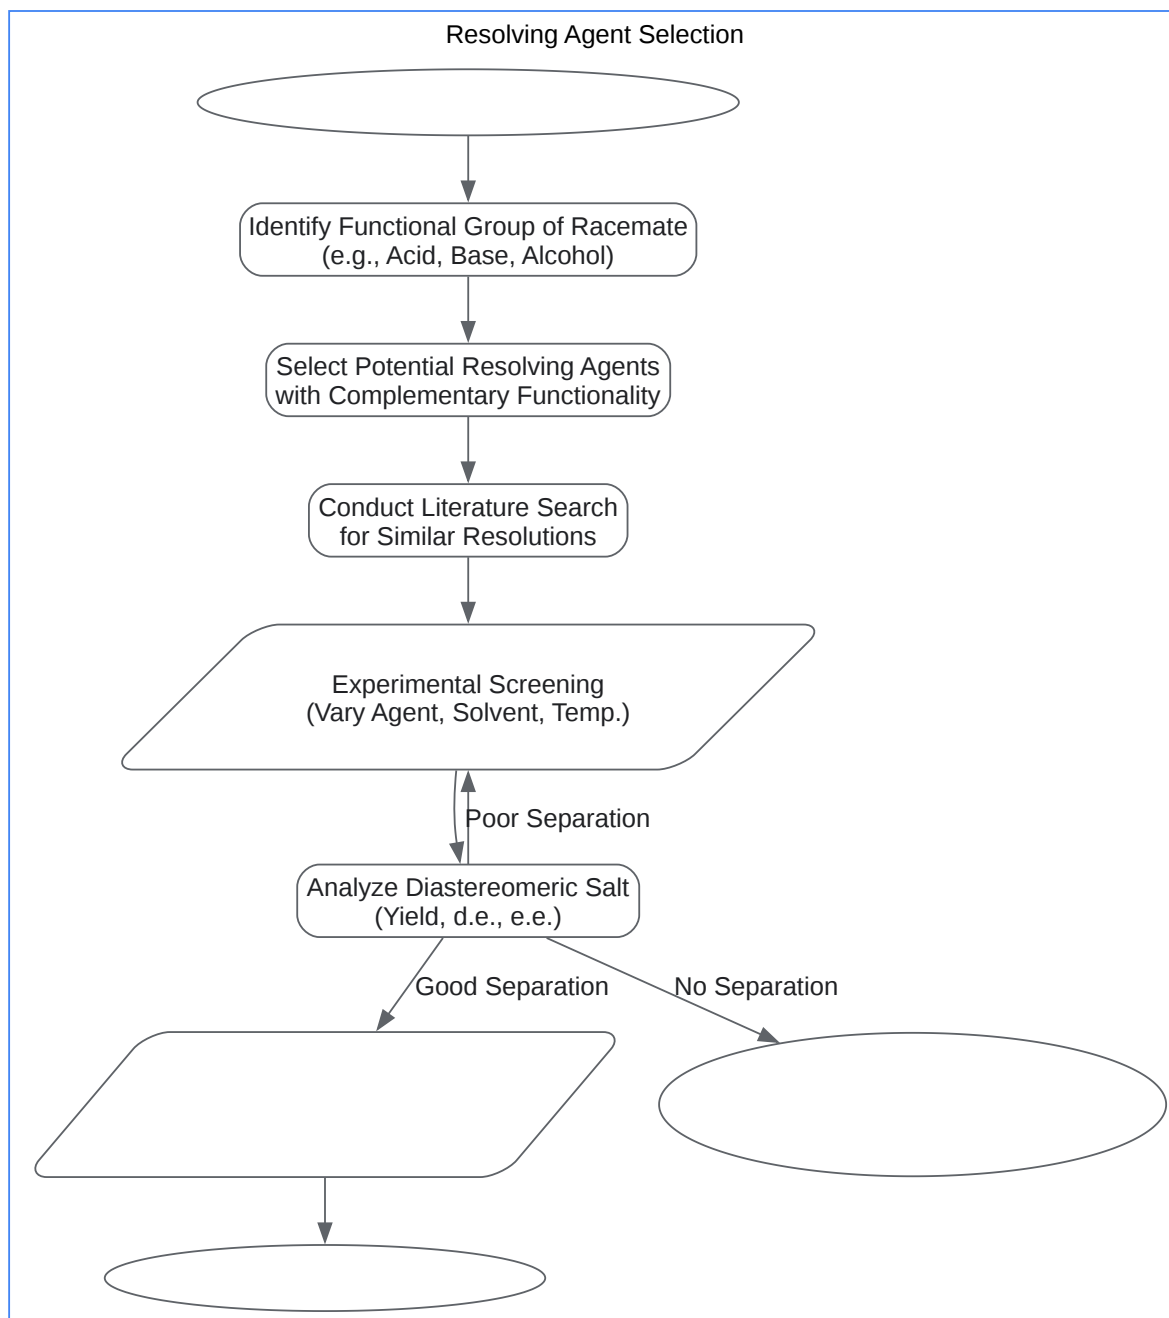 Resolving Agent Selection
Identify Functional Group of Racemate
(e.g., Acid, Base, Alcohol)
Select Potential Resolving Agents
with Complementary Functionality
Conduct Literature Search
for Similar Resolutions
Experimental Screening
(Vary Agent, Solvent, Temp.)
Poor Separation
Analyze Diastereomeric Salt
(Yield, d.e., e.e.)
Good Separation
No Separation